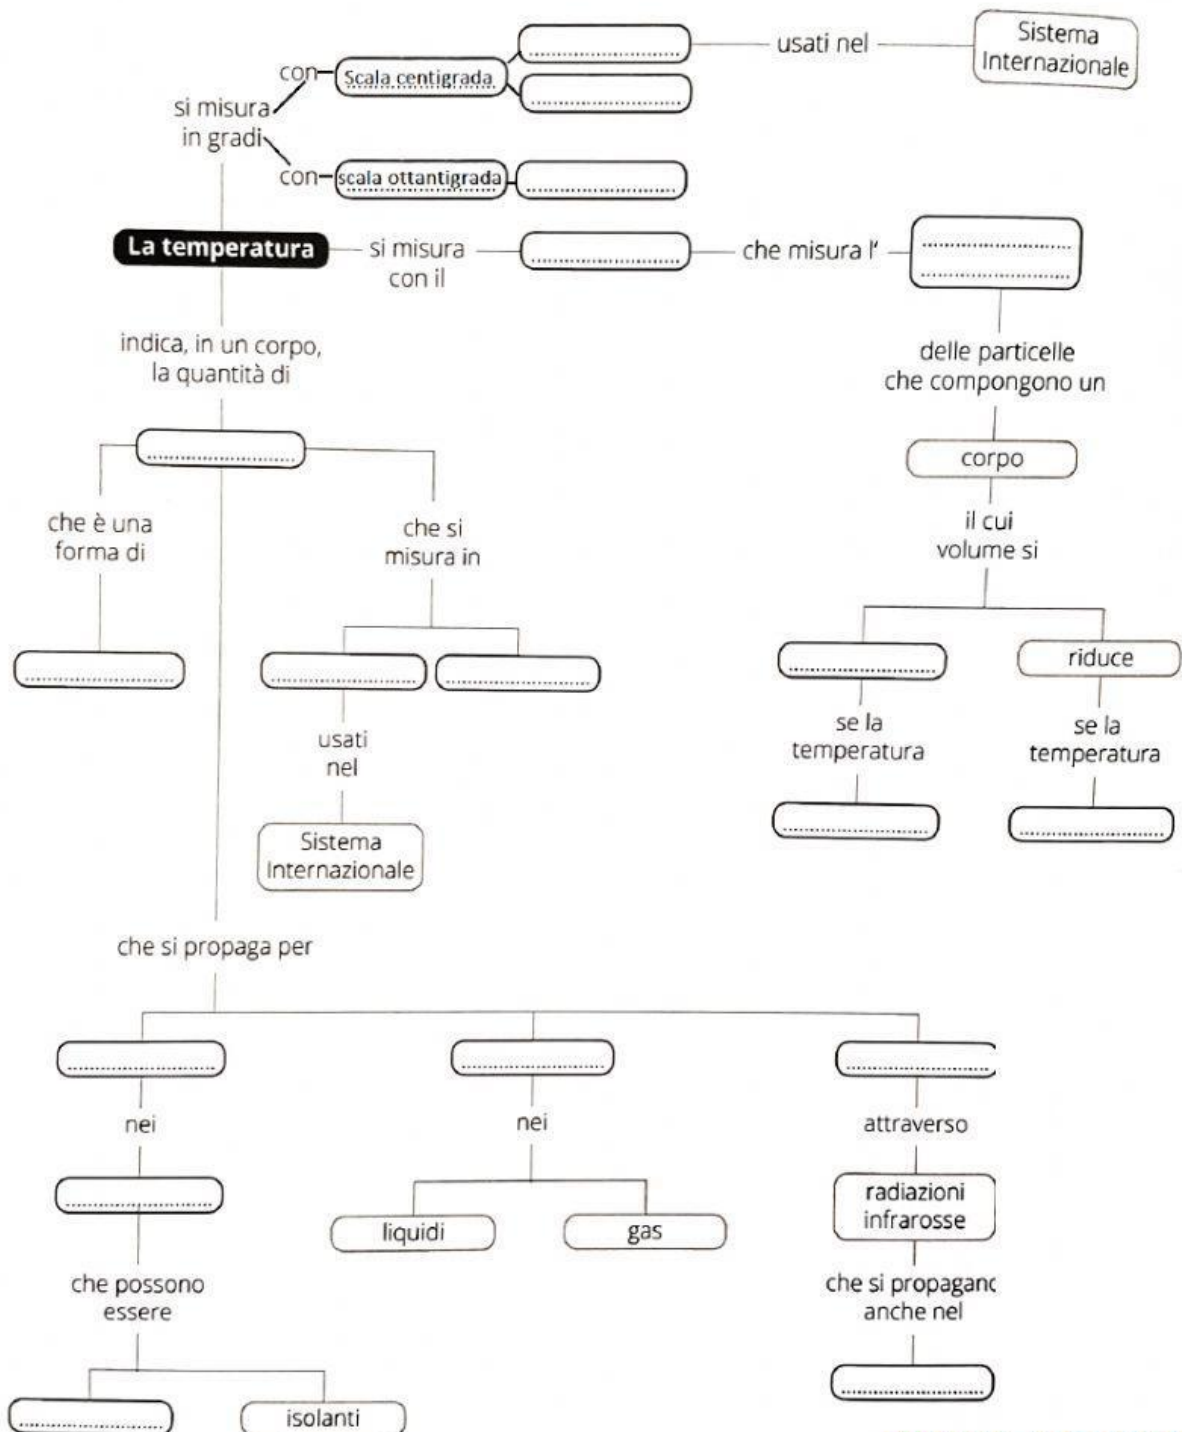 usati nel
Sistema
Internazionale
con
Scala centigrada
si misura
in gradi
con
scala ottantigrada
La temperatura
si misura
con il
che misura l'
indica, in un corpo,
la quantità di
delle particelle
che compongono un
corpo
che è una
forma di
che si
misura in
il cui
volume si
riduce
usati
nel
se la
temperatura
se la
temperatura
Sistema
Internazionale
che si propaga per
nei
nei
attraverso
radiazioni
infrarosse
liquidi
gas
che possono
essere
che si propagano
anche nel
isolanti